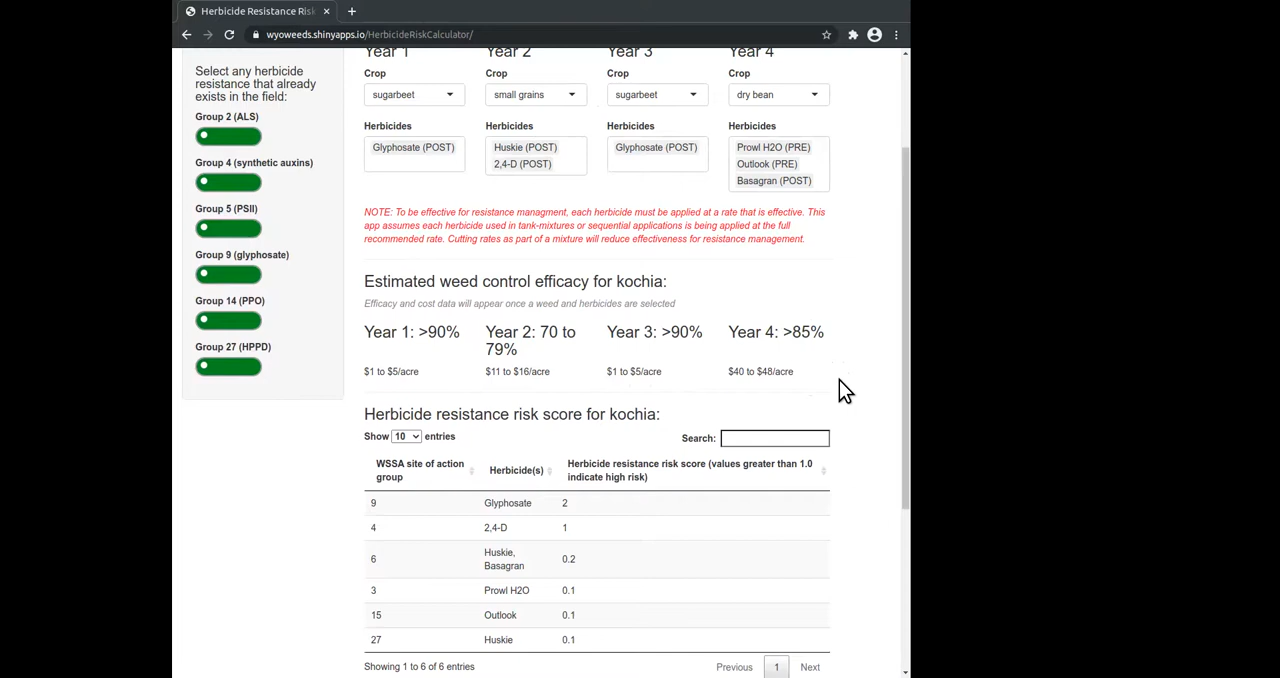 Herbicide Resistance Risk
wyoweeds.shinyapps.io/HerbicideRiskCalculator/
Select any herbicide
resistance that already
exists in the field:
Group 2 (ALS)
Group 4 (synthetic auxins)
Group 5 (PSII)
Group 9 (glyphosate)
Group 14 (PPO)
Group 27 (HPPD)
Year 1 Year 2 Year 3 Year 4
Crop Crop Crop Crop
sugarbeet small grains sugarbeet dry bean
Herbicides Herbicides Herbicides Herbicides
Glyphosate (POST) Huskie (POST) Glyphosate (POST) Prowl H2O (PRE)
2,4-D (POST) Outlook (PRE)
Basagran (POST)
NOTE: To be effective for resistance managment, each herbicide must be applied at a rate that is effective. This
app assumes each herbicide used in tank-mixtures or sequential applications is being applied at the full
recommended rate. Cutting rates as part of a mixture will reduce effectiveness for resistance management.
Estimated weed control efficacy for kochia:
Efficacy and cost data will appear once a weed and herbicides are selected
Year 1: >90% Year 2: 70 to Year 3: >90% Year 4: >85%
79%
$1 to $5/acre $11 to $16/acre $1 to $5/acre $40 to $48/acre
Herbicide resistance risk score for kochia:
Show 10 entries Search:
WSSA site of action Herbicide(s) Herbicide resistance risk score (values greater than 1.0
group indicate high risk)
9 Glyphosate 2
4 2,4-D 1
6 Huskie, 0.2
Basagran
3 Prowl H2O 0.1
15 Outlook 0.1
27 Huskie 0.1
Showing 1 to 6 of 6 entries Previous 1 Next